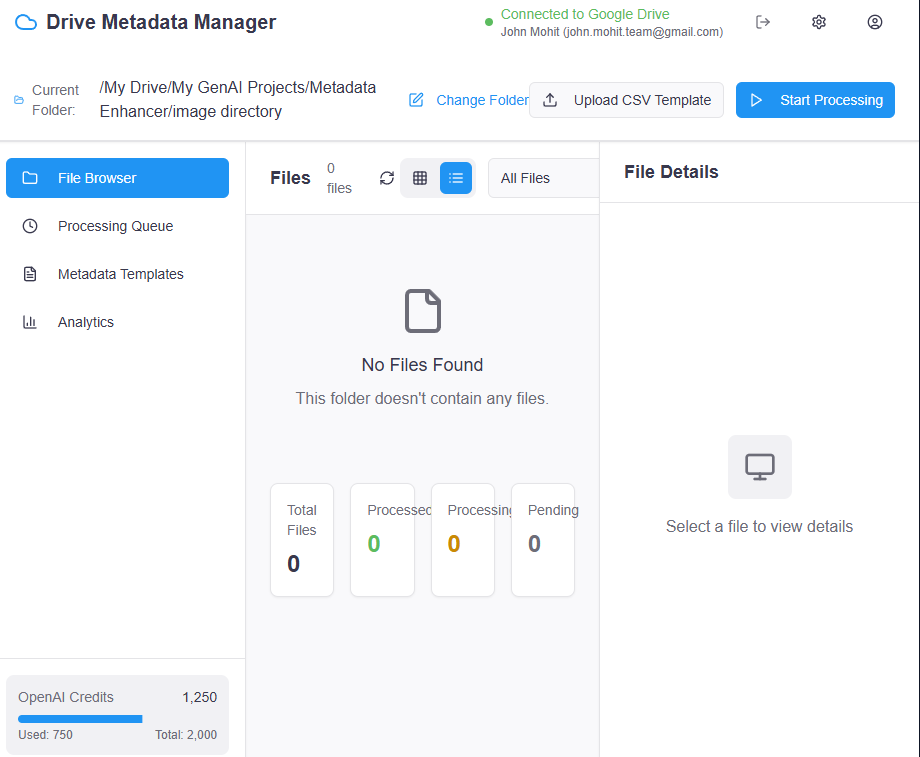 Drive Metadata Manager
Connected to Google Drive
John Mohit (john.mohit.team@gmail.com)
Current
Folder:
/My Drive/My GenAI Projects/Metadata
Enhancer/image directory
Change Folder
Upload CSV Template
Start Processing
File Browser
Processing Queue
Metadata Templates
Analytics
OpenAI Credits
1,250
Used: 750
Total: 2,000
Files
0
files
All Files
No Files Found
This folder doesn't contain any files.
Total
Files
0
Processed
0
Processing
0
Pending
0
File Details
Select a file to view details